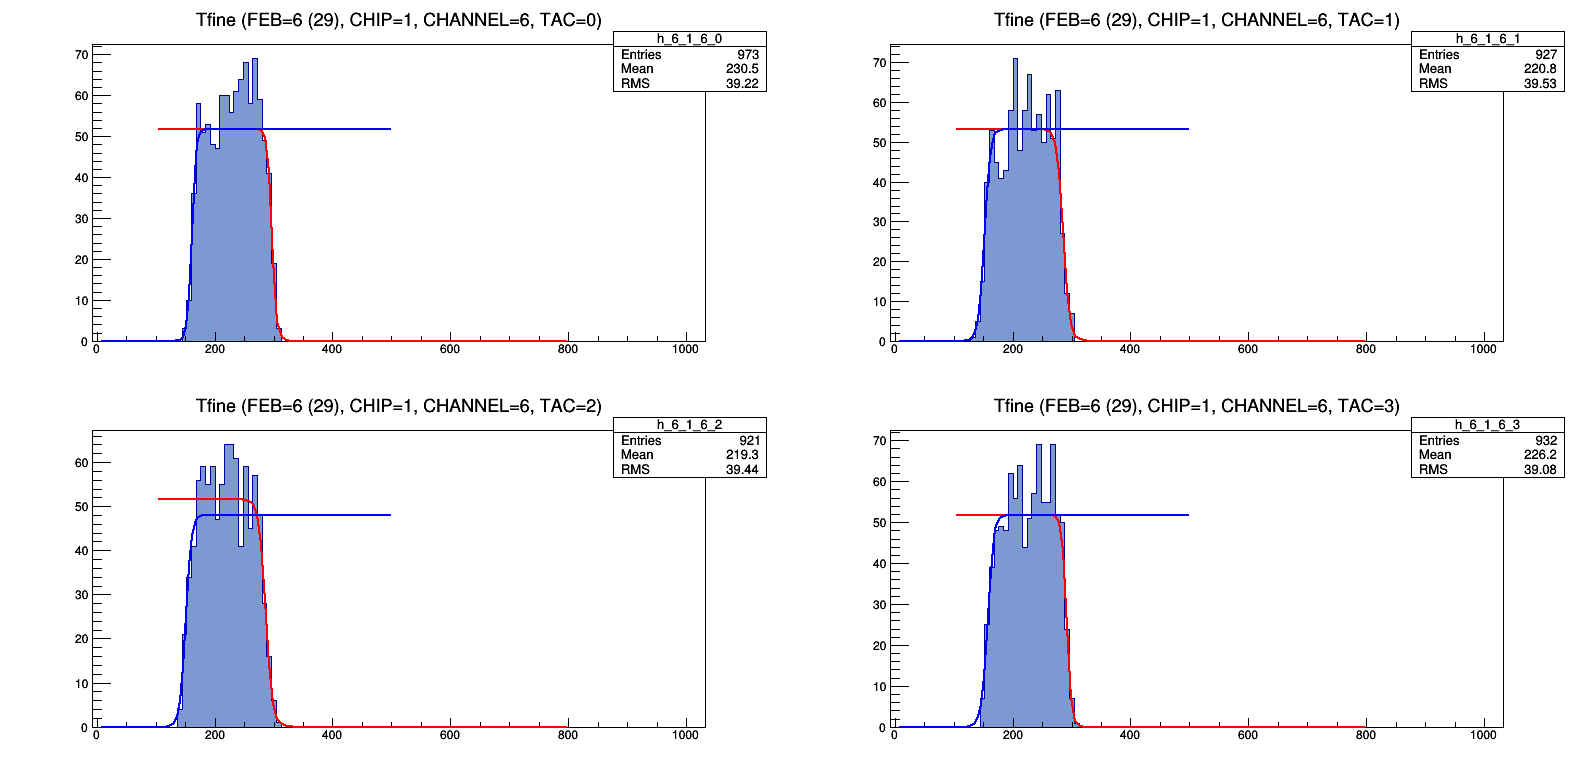 Tfine (FEB=6 (29), CHIP=1, CHANNEL=6, TAC=0)
h_6_1_6_0
Entries 973
Mean 230.5
RMS 39.22
70
60
50
40
30
20
10
0
0 200 400 600 800 1000
Tfine (FEB=6 (29), CHIP=1, CHANNEL=6, TAC=1)
h_6_1_6_1
Entries 927
Mean 220.8
RMS 39.53
70
60
50
40
30
20
10
0
0 200 400 600 800 1000
Tfine (FEB=6 (29), CHIP=1, CHANNEL=6, TAC=2)
h_6_1_6_2
Entries 921
Mean 219.3
RMS 39.44
60
50
40
30
20
10
0
0 200 400 600 800 1000
Tfine (FEB=6 (29), CHIP=1, CHANNEL=6, TAC=3)
h_6_1_6_3
Entries 932
Mean 226.2
RMS 39.08
70
60
50
40
30
20
10
0
0 200 400 600 800 1000